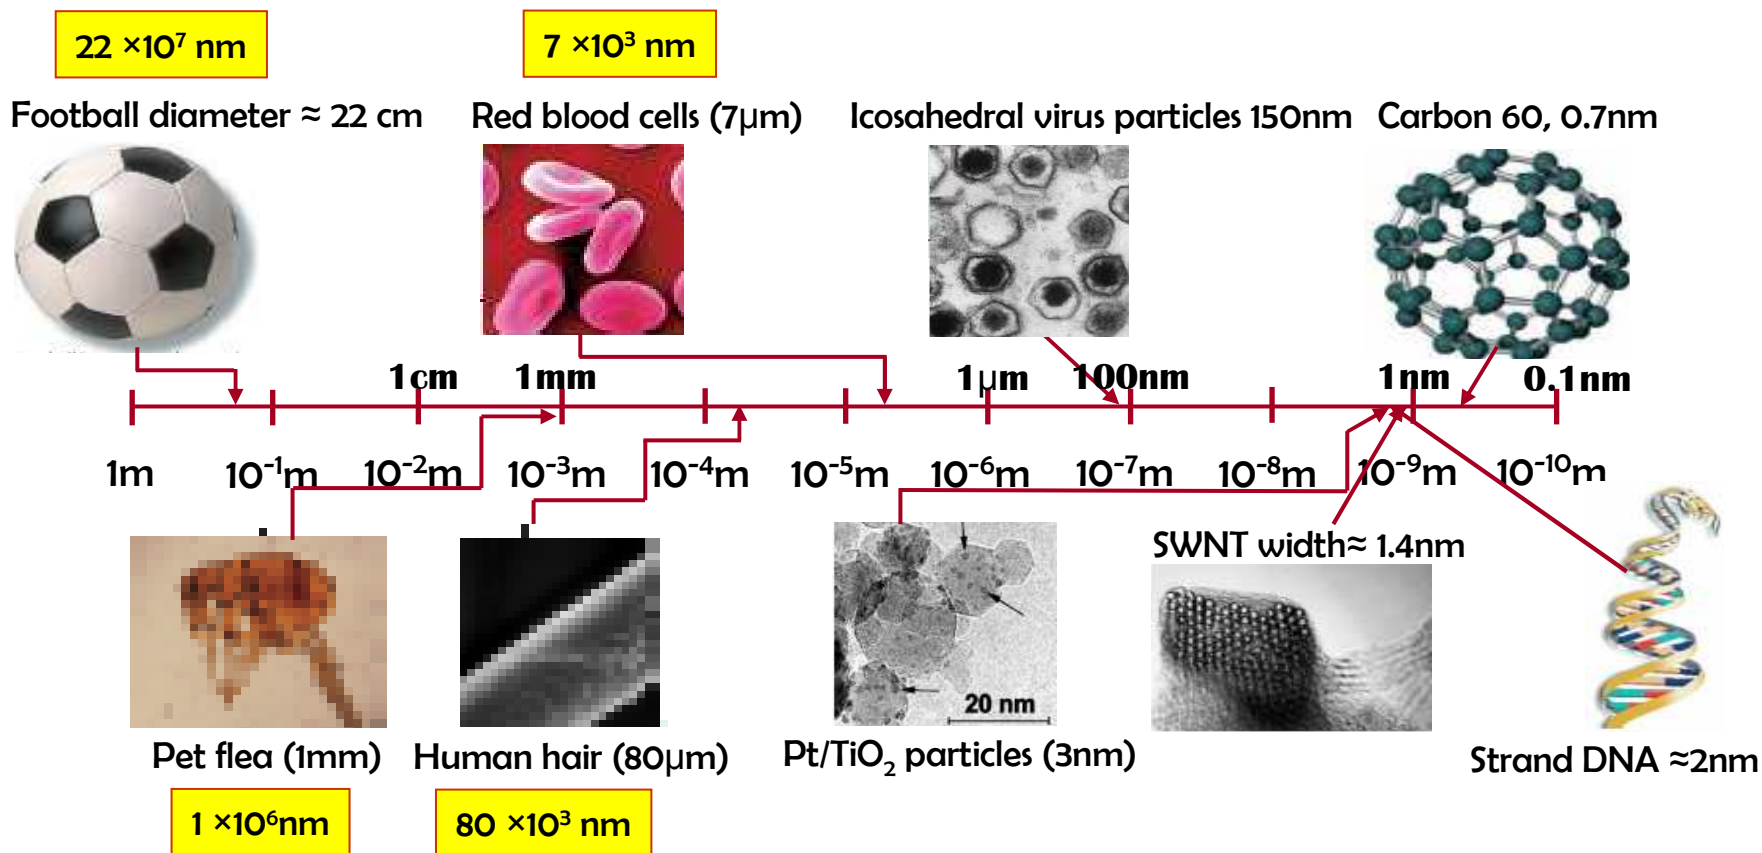 22 ×10⁷ nm
7 ×10³ nm
Football diameter ≈ 22 cm
Red blood cells (7μm)
Icosahedral virus particles 150nm
Carbon 60, 0.7nm
1cm
1mm
1μm
100nm
1nm
0.1nm
1m
10⁻¹m
10⁻²m
10⁻³m
10⁻⁴m
10⁻⁵m
10⁻⁶m
10⁻⁷m
10⁻⁸m
10⁻⁹m
10⁻¹⁰m
SWNT width≈ 1.4nm
20 nm
Pet flea (1mm)
Human hair (80μm)
Pt/TiO₂ particles (3nm)
Strand DNA ≈2nm
1 ×10⁶nm
80 ×10³ nm